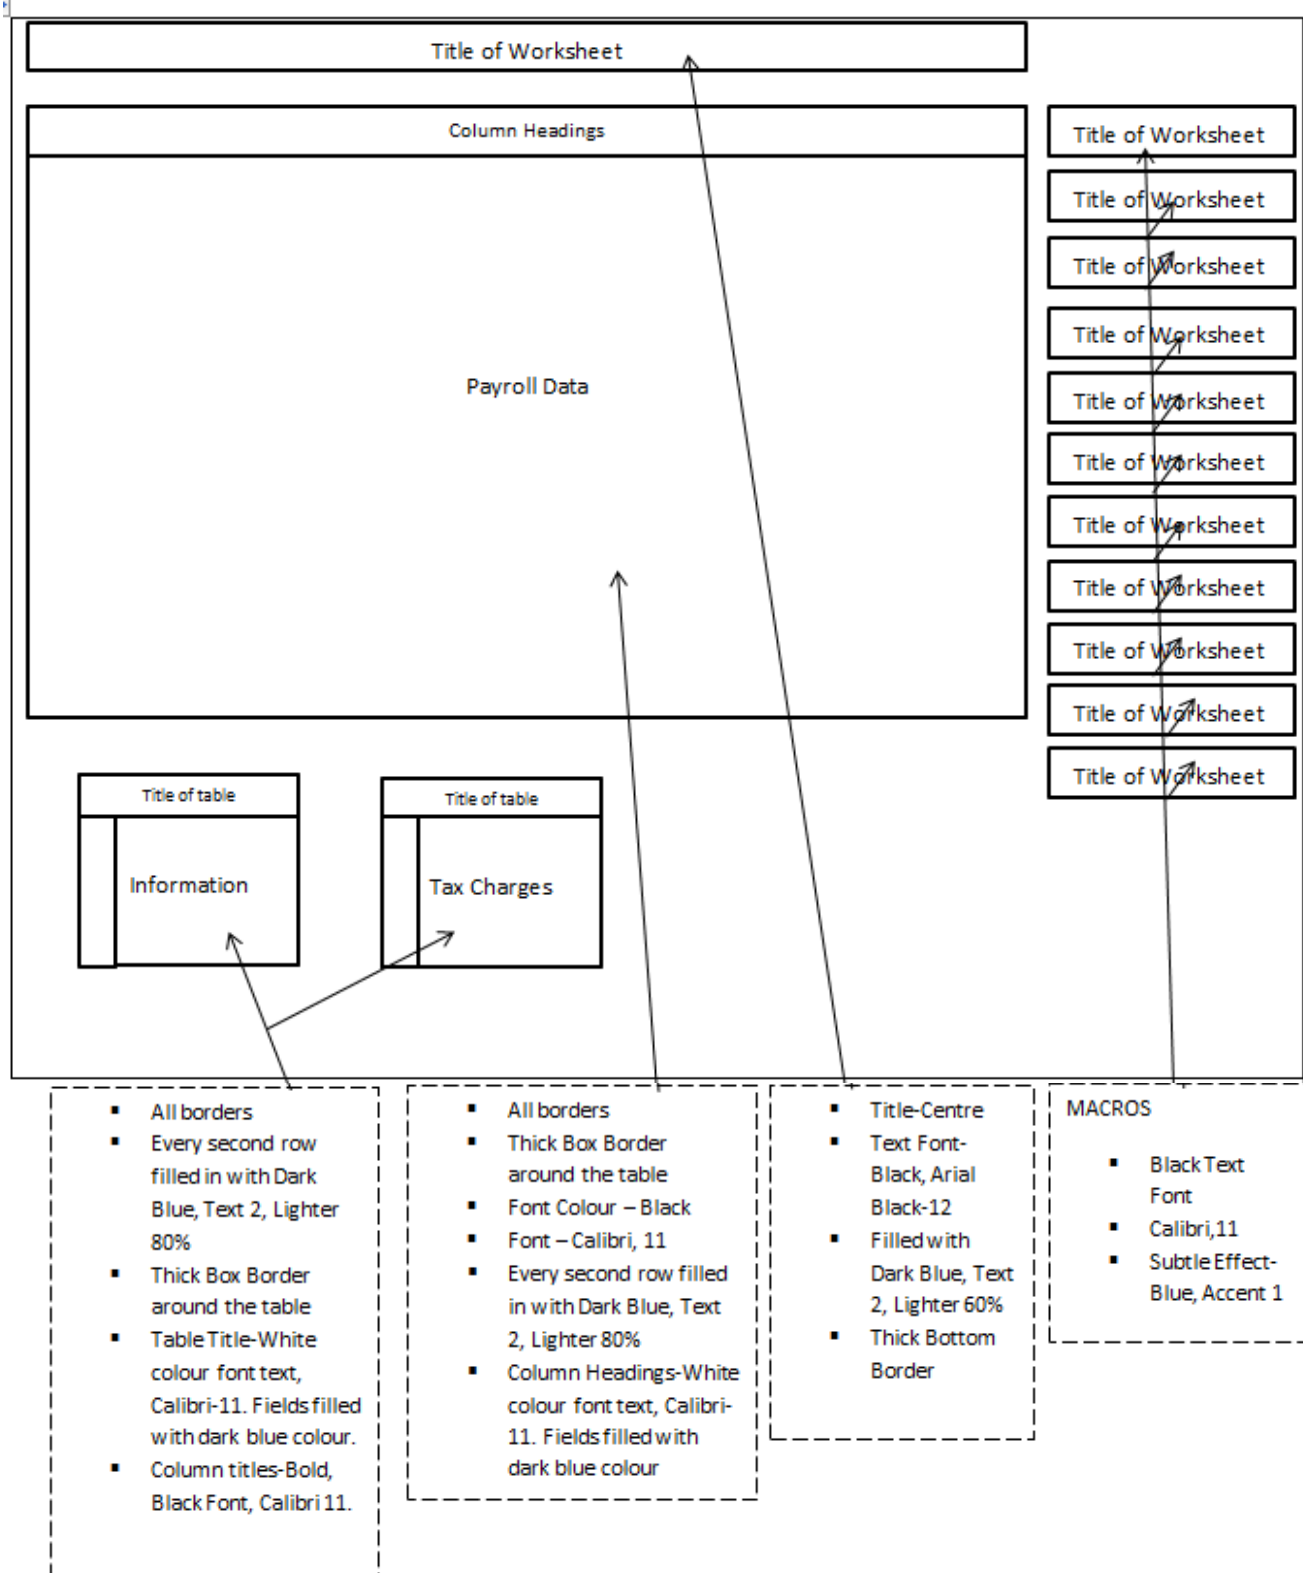 Title of Worksheet
Column Headings
Payroll Data
Title of Worksheet
Title of Worksheet
Title of Worksheet
Title of Worksheet
Title of Worksheet
Title of Worksheet
Title of Worksheet
Title of Worksheet
Title of Worksheet
Title of Worksheet
Title of Worksheet
Title of table
Information
Title of table
Tax Charges
▪ All borders
▪ Every second row
filled in with Dark
Blue, Text 2, Lighter
80%
▪ Thick Box Border
around the table
▪ Table Title-White
colour font text,
Calibri-11. Fields filled
with dark blue colour.
▪ Column titles-Bold,
Black Font, Calibri 11.
▪ All borders
▪ Thick Box Border
around the table
▪ Font Colour – Black
▪ Font – Calibri, 11
▪ Every second row filled
in with Dark Blue, Text
2, Lighter 80%
▪ Column Headings-White
colour font text, Calibri-
11. Fields filled with
dark blue colour
▪ Title-Centre
▪ Text Font-
Black, Arial
Black-12
▪ Filled with
Dark Blue, Text
2, Lighter 60%
▪ Thick Bottom
Border
MACROS
▪ Black Text
Font
▪ Calibri,11
▪ Subtle Effect-
Blue, Accent 1